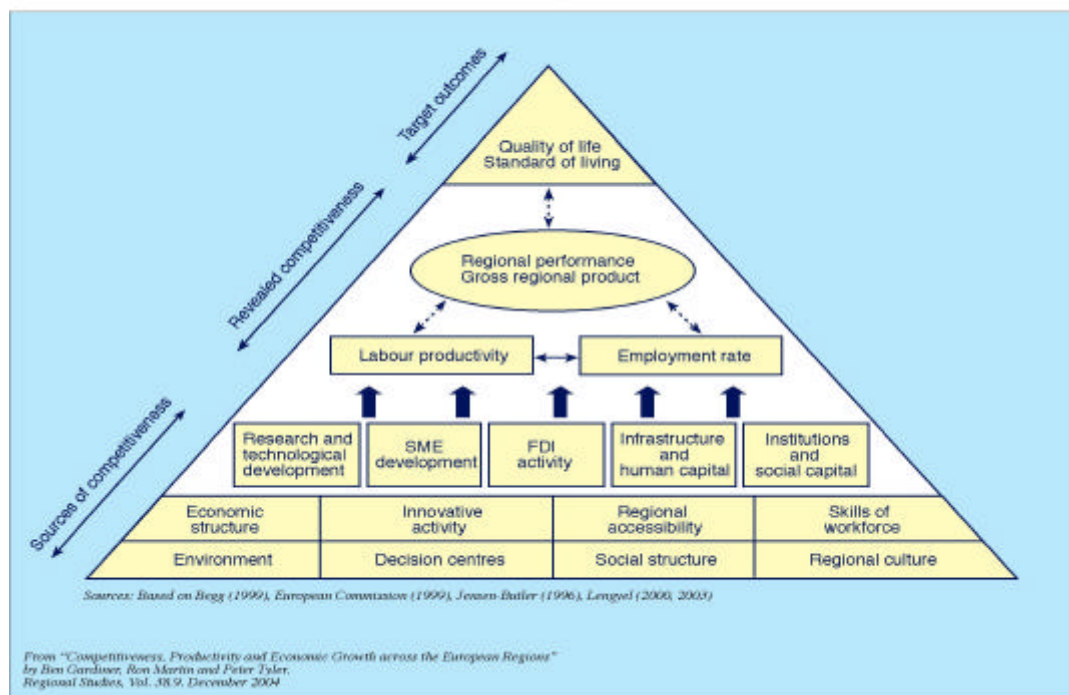 Target outcomes
Quality of life
Standard of living
Revealed competitiveness
Regional performance
Gross regional product
Labour productivity
Employment rate
Sources of competitiveness
Research and
technological
development
SME
development
FDI
activity
Infrastructure
and
human capital
Institutions
and
social capital
Economic
structure
Innovative
activity
Regional
accessibility
Skills of
workforce
Environment
Decision centres
Social structure
Regional culture
Sources: Based on Begg (1999), European Commission (1999), Jensen-Butler (1996), Lengyel (2000, 2003)
From “Competitiveness, Productivity and Economic Growth across the European Regions”
by Ben Gardiner, Ron Martin and Peter Tyler.
Regional Studies, Vol. 38.9. December 2004